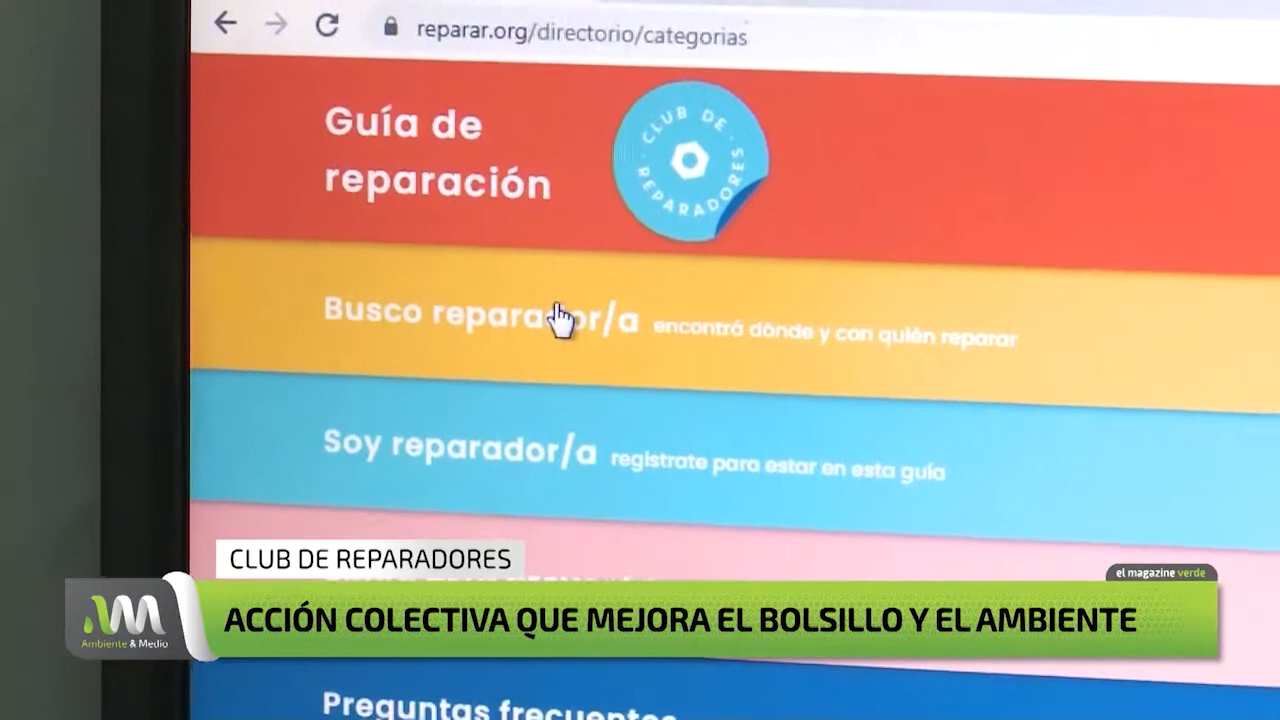 reparar.org/directorio/categorias
Guía de
reparación
CLUB DE REPARADORES
Busco reparador/a encontrá dónde y con quién reparar
Soy reparador/a registrate para estar en esta guía
CLUB DE REPARADORES
el magazine verde
AM
Ambiente & Medio
ACCIÓN COLECTIVA QUE MEJORA EL BOLSILLO Y EL AMBIENTE
Preguntas frecuentes